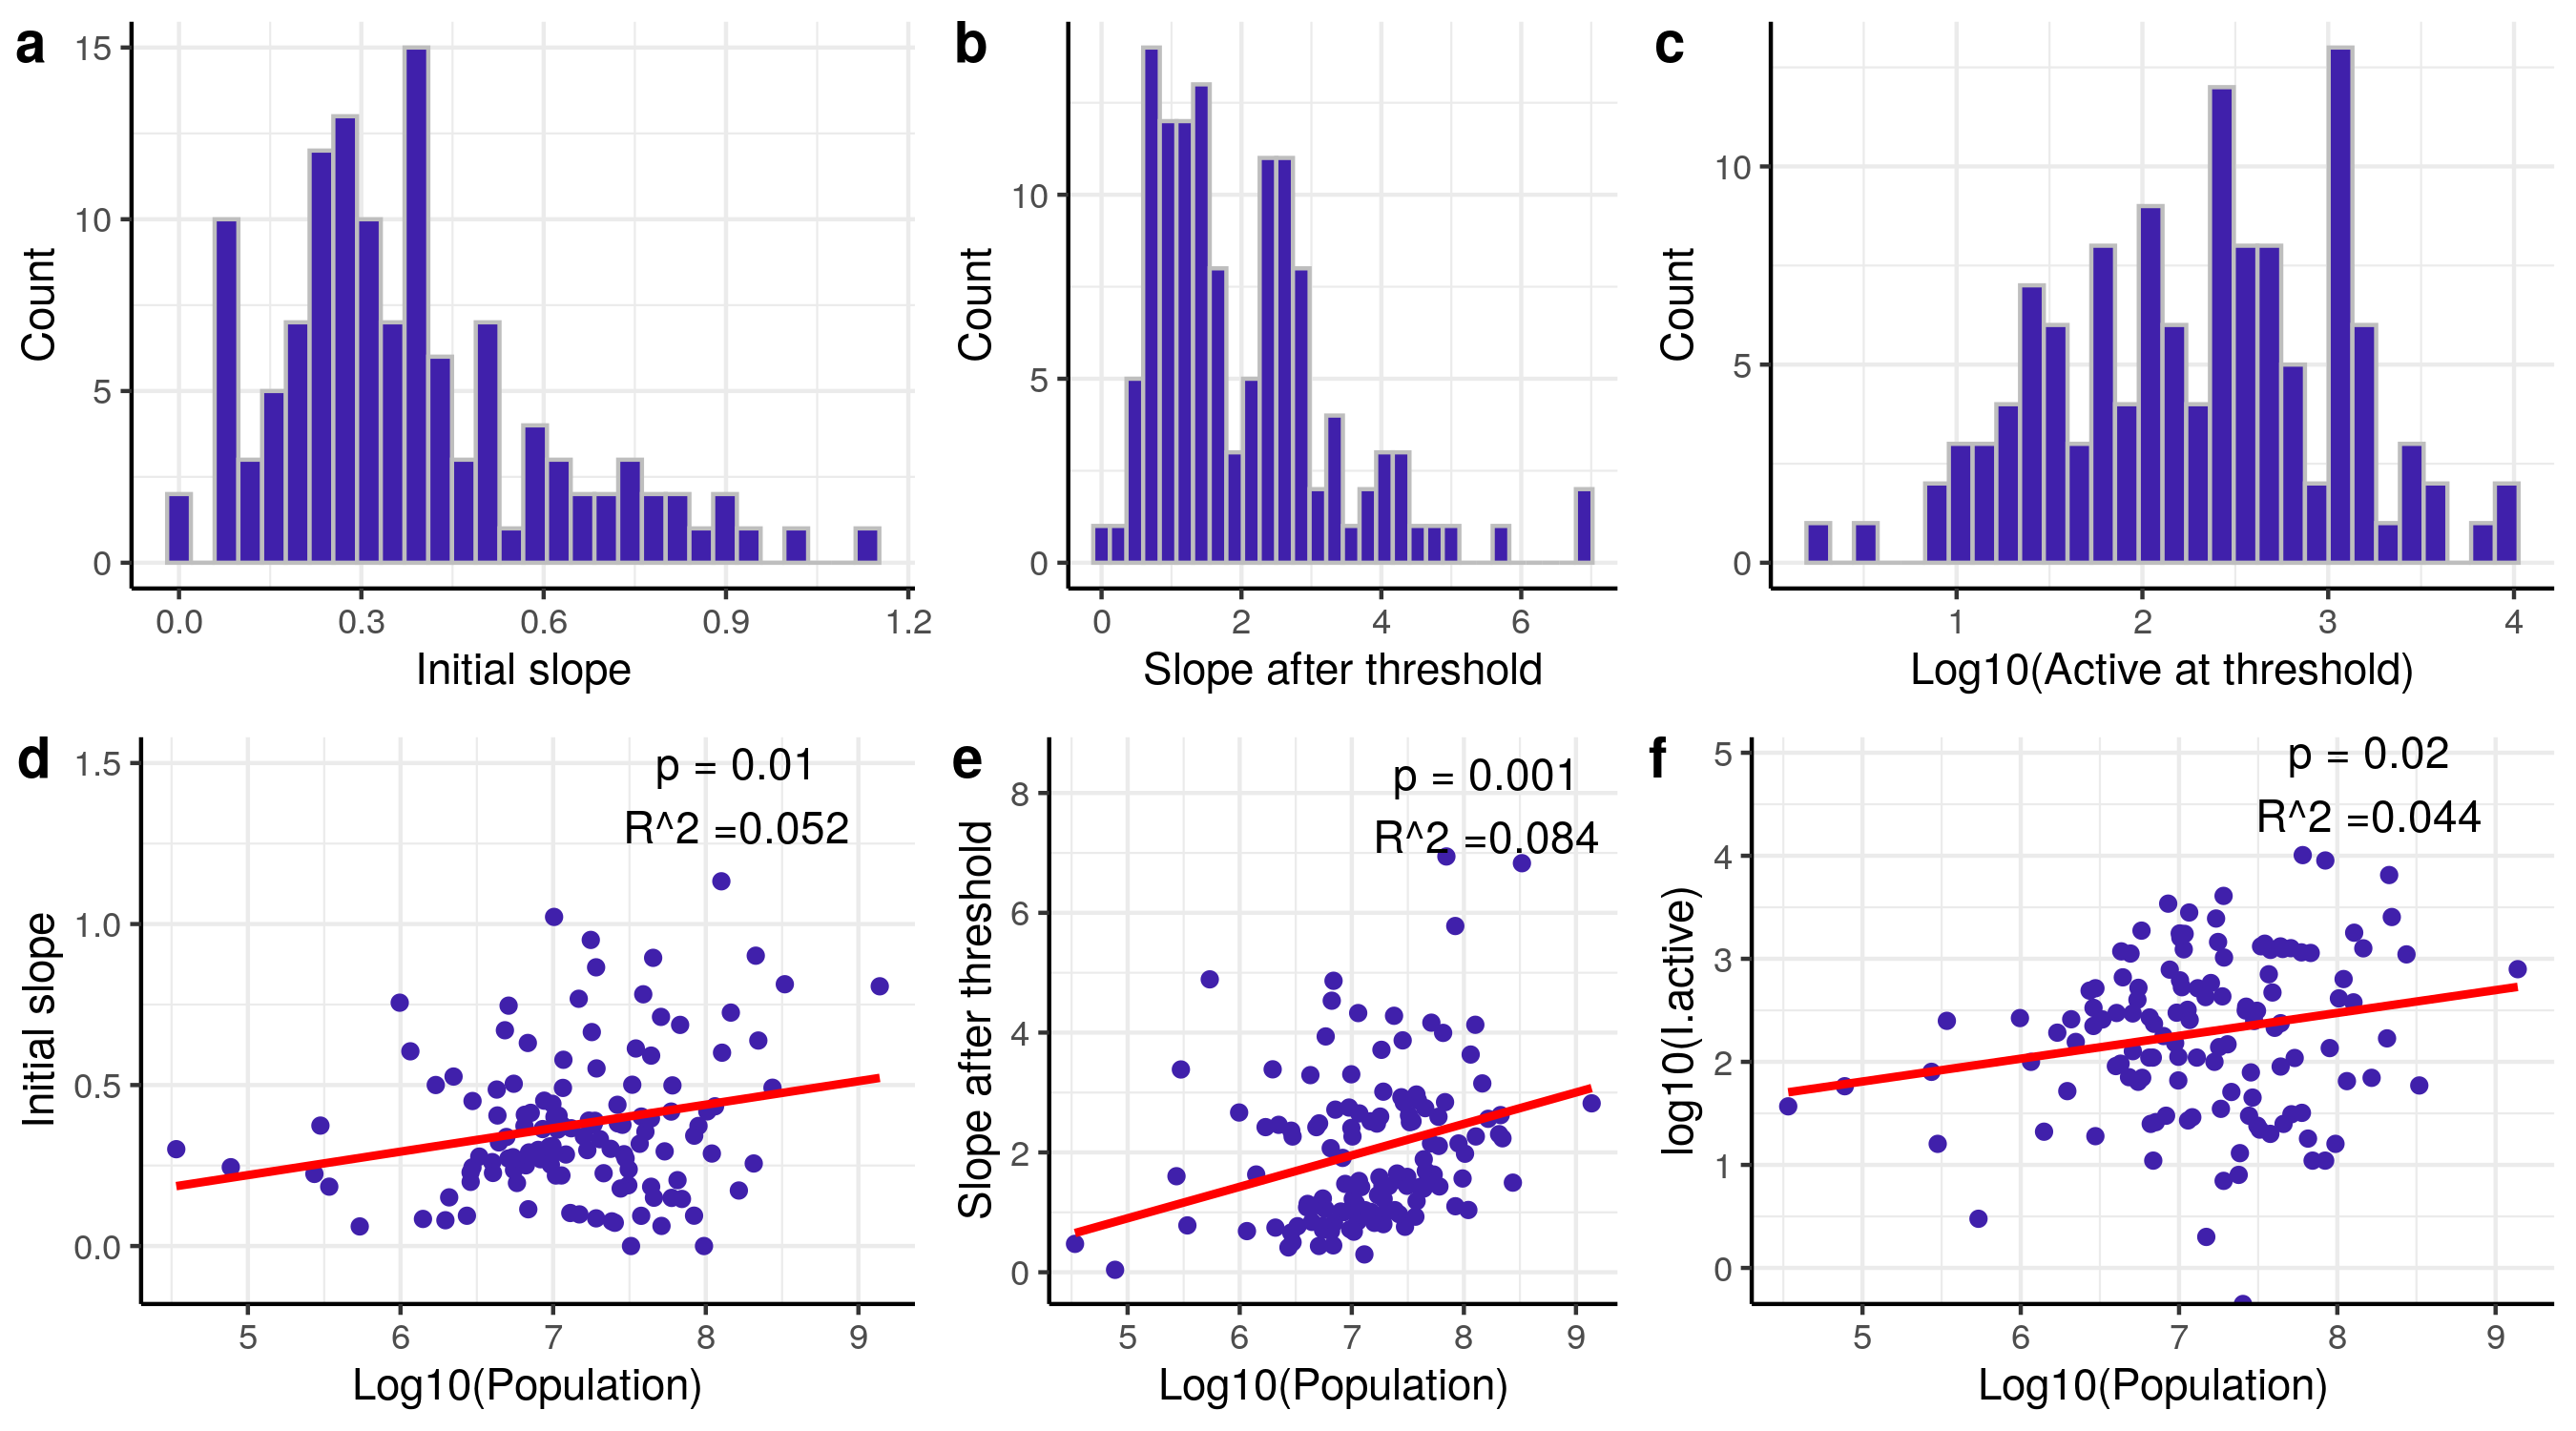 a
15
10
5
0
Count
0.0 0.3 0.6 0.9 1.2
Initial slope
b
10
5
0
Count
0 2 4 6
Slope after threshold
c
10
5
0
Count
1 2 3 4
Log10(Active at threshold)
d
1.5
1.0
0.5
0.0
Initial slope
p = 0.01
R^2 =0.052
5 6 7 8 9
Log10(Population)
e
8
6
4
2
0
Slope after threshold
p = 0.001
R^2 =0.084
5 6 7 8 9
Log10(Population)
f
5
4
3
2
1
0
log10(I.active)
p = 0.02
R^2 =0.044
5 6 7 8 9
Log10(Population)